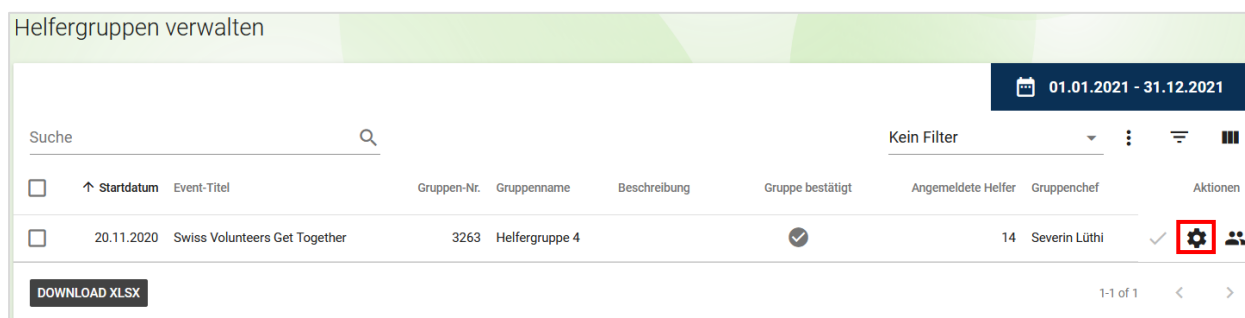 Helfergruppen verwalten
01.01.2021 - 31.12.2021
Suche Kein Filter
Startdatum Event-Titel Gruppen-Nr. Gruppenname Beschreibung Gruppe bestätigt Angemeldete Helfer Gruppenchef Aktionen
20.11.2020 Swiss Volunteers Get Together 3263 Helfergruppe 4 14 Severin Lüthi
DOWNLOAD XLSX 1-1 of 1